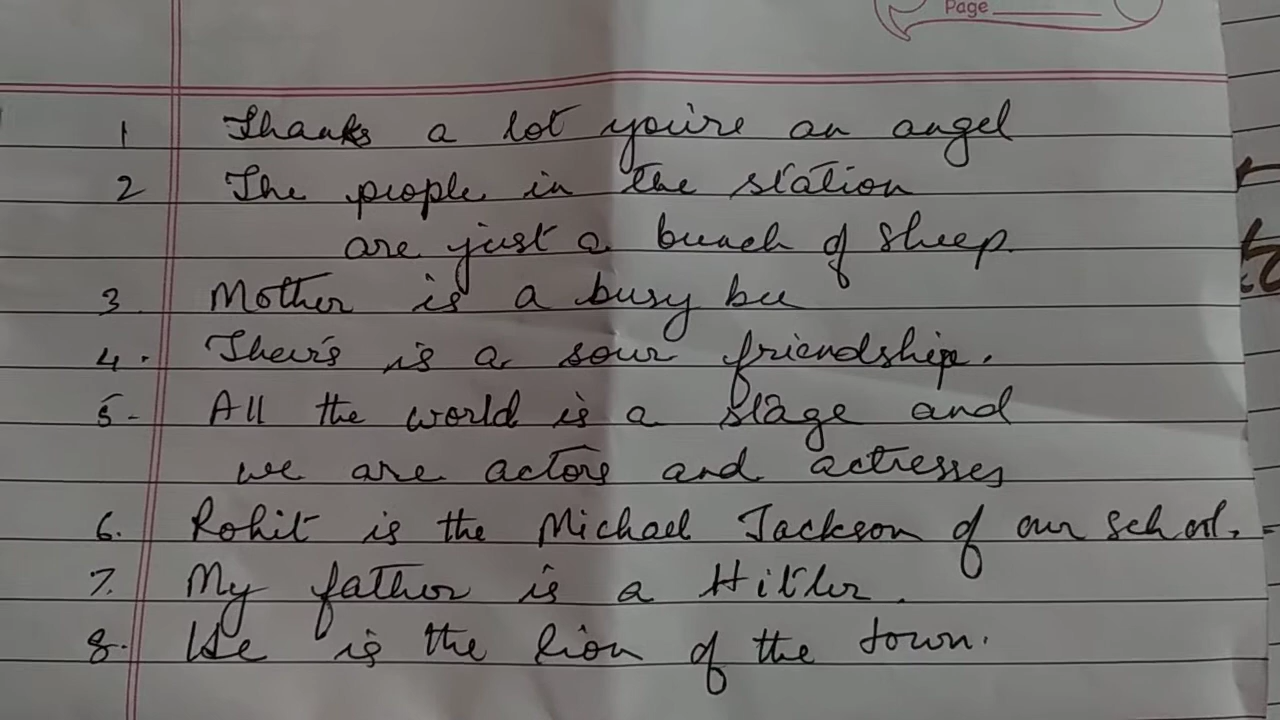 Page
1 Thanks a lot you're an angel
2 The people in the station
are just a bunch of sheep
3. Mother is a busy bee
4. Their's is a sour friendship.
5- All the world is a stage and
we are actors and actresses
6. Rohit is the Michael Jackson of our school.
7. My father is a Hitler.
8. He is the lion of the town.